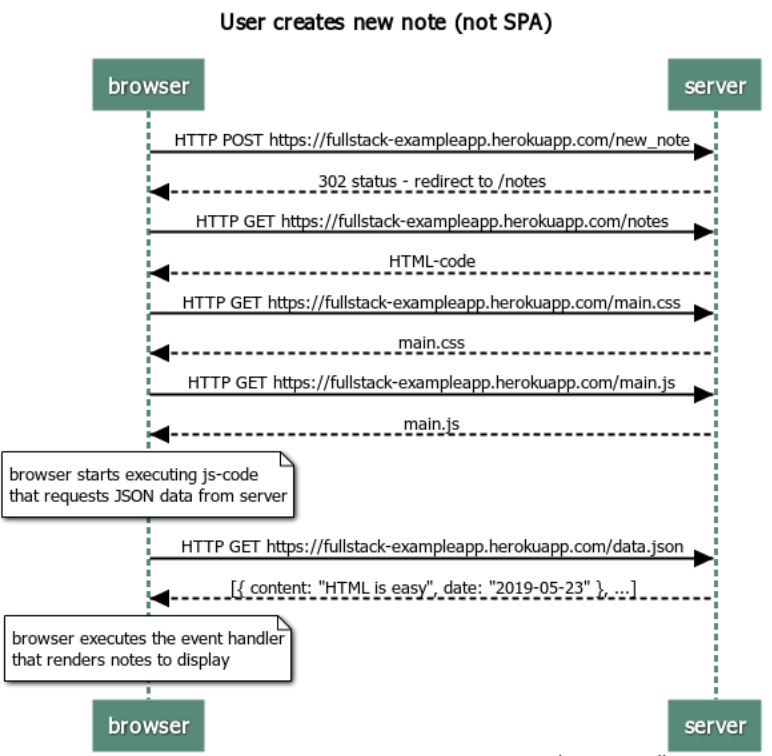 User creates new note (not SPA)
browser
server
HTTP POST https://fullstack-exampleapp.herokuapp.com/new_note
302 status - redirect to /notes
HTTP GET https://fullstack-exampleapp.herokuapp.com/notes
HTML-code
HTTP GET https://fullstack-exampleapp.herokuapp.com/main.css
main.css
HTTP GET https://fullstack-exampleapp.herokuapp.com/main.js
main.js
browser starts executing js-code
that requests JSON data from server
HTTP GET https://fullstack-exampleapp.herokuapp.com/data.json
[{ content: "HTML is easy", date: "2019-05-23" }, ...]
browser executes the event handler
that renders notes to display
browser
server